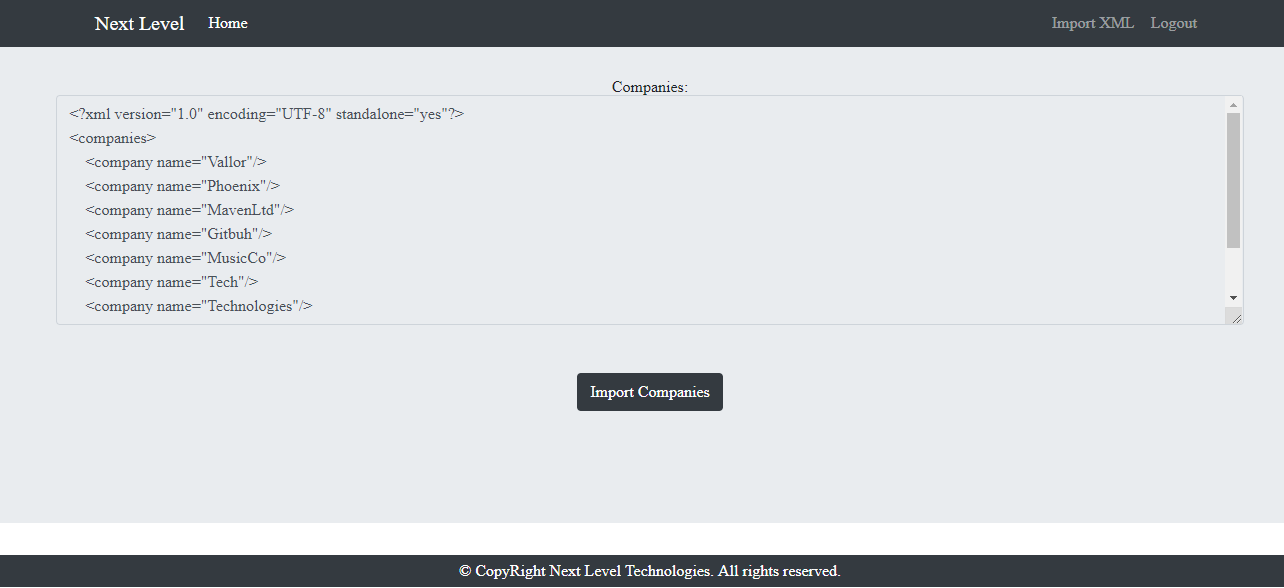 Next Level Home Import XML Logout
Companies:
<?xml version="1.0" encoding="UTF-8" standalone="yes"?>
<companies>
<company name="Vallor"/>
<company name="Phoenix"/>
<company name="MavenLtd"/>
<company name="Gitbuh"/>
<company name="MusicCo"/>
<company name="Tech"/>
<company name="Technologies"/>
Import Companies
© CopyRight Next Level Technologies. All rights reserved.